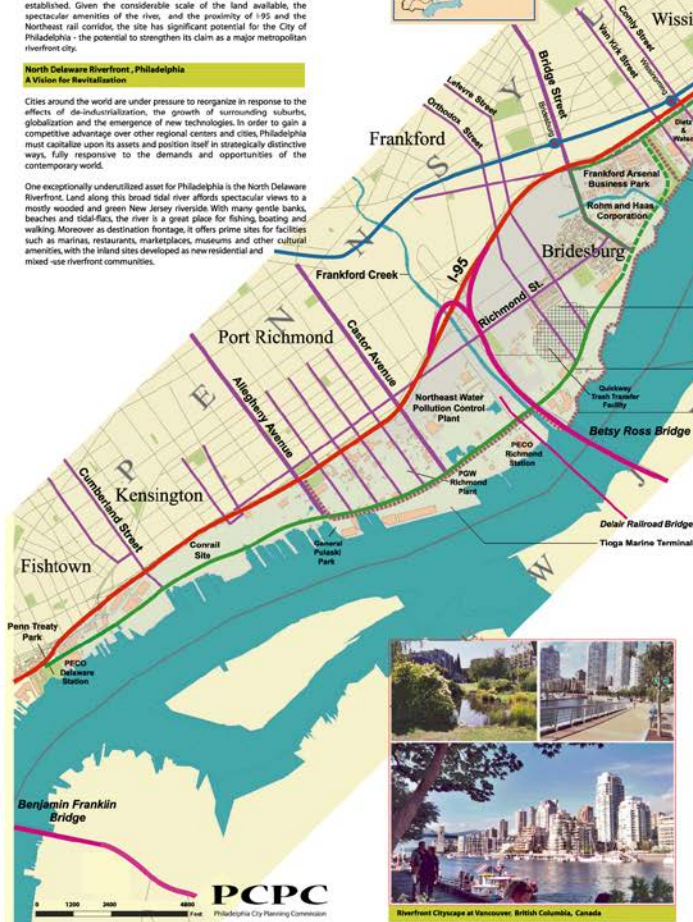 established. Given the considerable scale of the land available, the
spectacular amenities of the river, and the proximity of I-95 and the
Northeast rail corridor, the site has significant potential for the City of
Philadelphia - the potential to strengthen its claim as a major metropolitan
riverfront city.
North Delaware Riverfront , Philadelphia
A Vision for Revitalization
Cities around the world are under pressure to reorganize in response to the
effects of de-industrialization, the growth of surrounding suburbs,
globalization and the emergence of new technologies. In order to gain a
competitive advantage over other regional centers and cities, Philadelphia
must capitalize upon its assets and position itself in strategically distinctive
ways, fully responsive to the demands and opportunities of the
contemporary world.
One exceptionally underutilized asset for Philadelphia is the North Delaware
Riverfront. Land along this broad tidal river affords spectacular views to a
mostly wooded and green New Jersey riverside. With many gentle banks,
beaches and tidal-flats, the river is a great place for fishing, boating and
walking. Moreover as destination frontage, it offers prime sites for facilities
such as marinas, restaurants, marketplaces, museums and other cultural
amenities, with the inland sites developed as new residential and
mixed -use riverfront communities.
Wissi
Comly Street
Van Kirk Street
Wissinoming
Bridge Street
Bridesburg
Lefevre Street
Orthodox Street
Dietz
&
Watson
Frankford
Frankford Arsenal
Business Park
Rohm and Haas
Corporation
Bridesburg
Frankford Creek
I-95
Richmond St.
Port Richmond
Castor Avenue
Allegheny Avenue
Northeast Water
Pollution Control
Plant
Quickway
Trash Transfer
Facility
Betsy Ross Bridge
PECO
Richmond
Station
PGW
Richmond
Plant
P E N N S Y L
Cumberland Street
Kensington
Delair Railroad Bridge
Tioga Marine Terminal
General
Pulaski
Park
Conrail
Site
Fishtown
W
J
Penn Treaty
Park
PECO
Delaware
Station
Benjamin Franklin
Bridge
0 1200 2400 4800
Feet
PCPC
Philadelphia City Planning Commission
Riverfront Cityscape at Vancouver, British Columbia, Canada